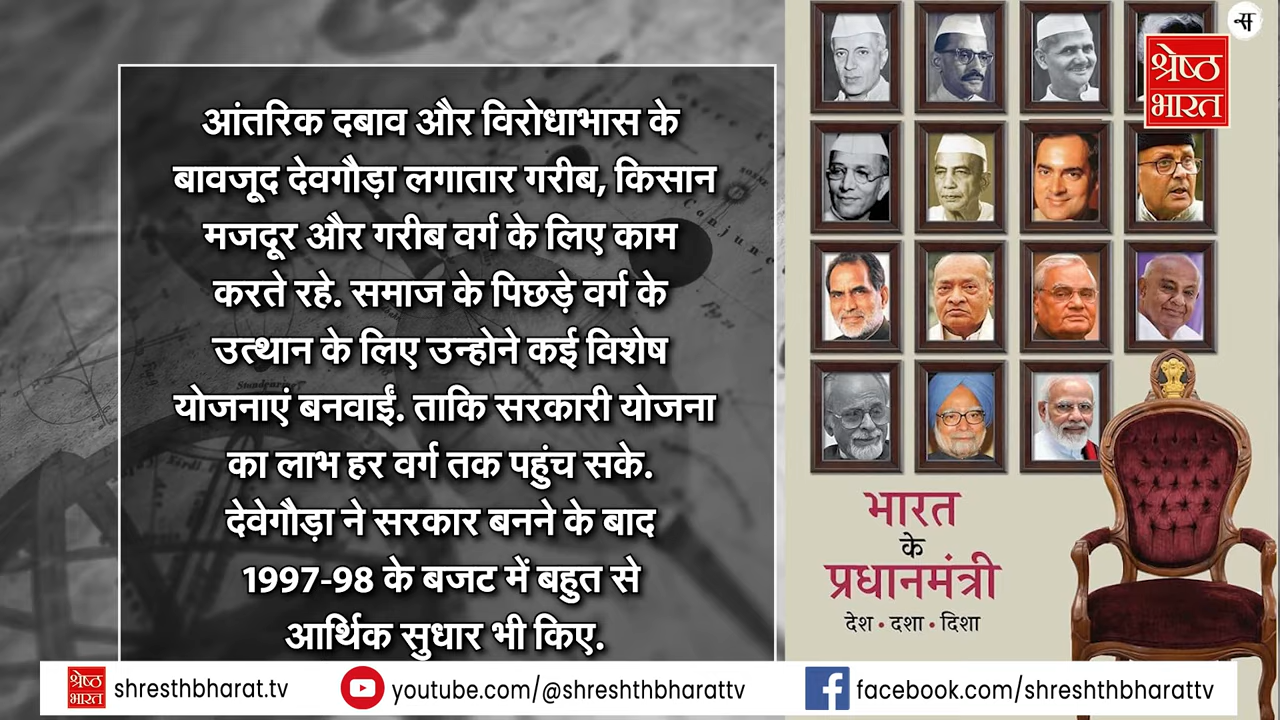 आंतरिक दबाव और विरोधाभास के
बावजूद देवगौड़ा लगातार गरीब, किसान
मजदूर और गरीब वर्ग के लिए काम
करते रहे. समाज के पिछड़े वर्ग के
उत्थान के लिए उन्होने कई विशेष
योजनाएं बनवाईं. ताकि सरकारी योजना
का लाभ हर वर्ग तक पहुंच सके.
देवेगौड़ा ने सरकार बनने के बाद
1997-98 के बजट में बहुत से
आर्थिक सुधार भी किए.
स
श्रेष्ठ
भारत
भारत
के
प्रधानमंत्री
देश • दशा • दिशा
श्रेष्ठ
भारत
shresthbharat.tv
youtube.com/@shreshthbharattv
facebook.com/shreshthbharattv